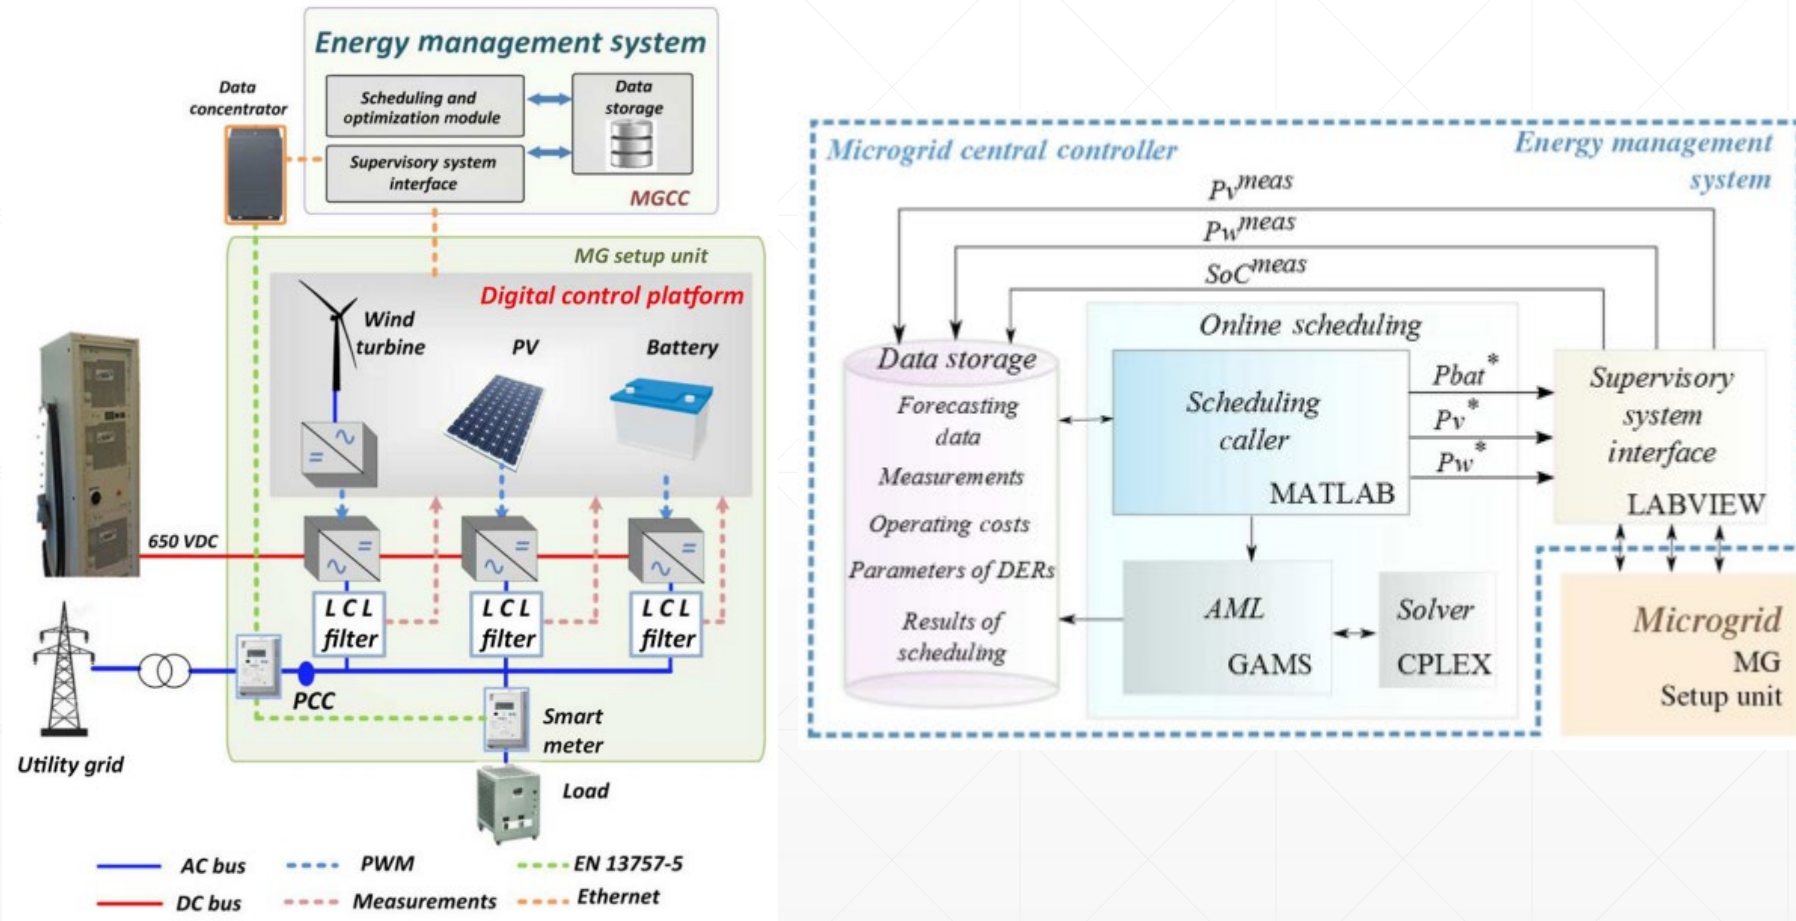 Energy management system
Data
concentrator
Scheduling and
optimization module
Data
storage
Supervisory system
interface
MGCC
MG setup unit
Digital control platform
Wind
turbine
PV
Battery
650 VDC
L C L
filter
L C L
filter
L C L
filter
PCC
Smart
meter
Utility grid
Load
AC bus
PWM
EN 13757-5
DC bus
Measurements
Ethernet
Microgrid central controller
Energy management
system
Pv^meas
Pw^meas
SoC^meas
Online scheduling
Data storage
Forecasting
data
Measurements
Operating costs
Parameters of DERs
Results of
scheduling
Scheduling
caller
MATLAB
Pbat*
Pv*
Pw*
Supervisory
system
interface
LABVIEW
AML
GAMS
Solver
CPLEX
Microgrid
MG
Setup unit